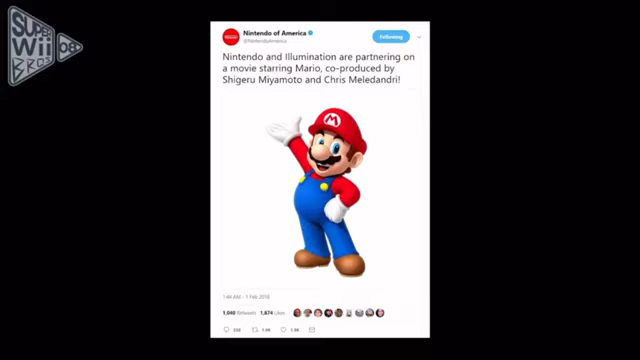 SUPER
Wii
BROS
08
Nintendo of America
@NintendoAmerica
Following
Nintendo and Illumination are partnering on
a movie starring Mario, co-produced by
Shigeru Miyamoto and Chris Meledandri!
M
1:44 AM - 1 Feb 2018
1,040 Retweets 1,874 Likes